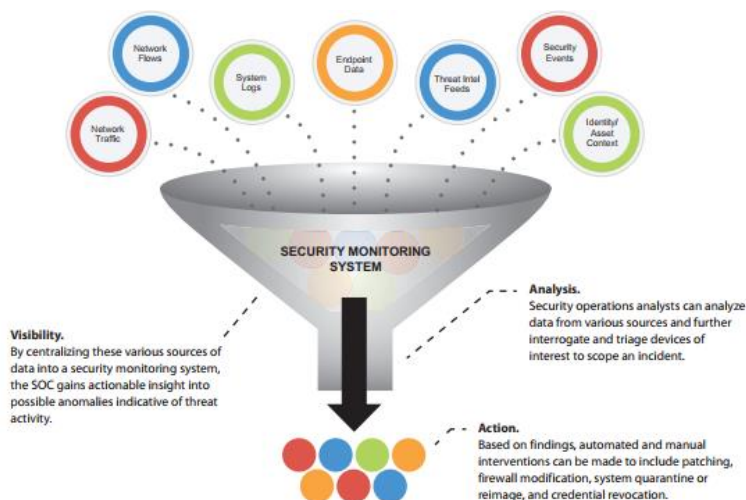 Network
Flows
System
Logs
Endpoint
Data
Threat Intel
Feeds
Security
Events
Network
Traffic
Identity/
Asset
Context
SECURITY MONITORING
SYSTEM
Visibility.
By centralizing these various sources of
data into a security monitoring system,
the SOC gains actionable insight into
possible anomalies indicative of threat
activity.
Analysis.
Security operations analysts can analyze
data from various sources and further
interrogate and triage devices of
interest to scope an incident.
Action.
Based on findings, automated and manual
interventions can be made to include patching,
firewall modification, system quarantine or
reimage, and credential revocation.